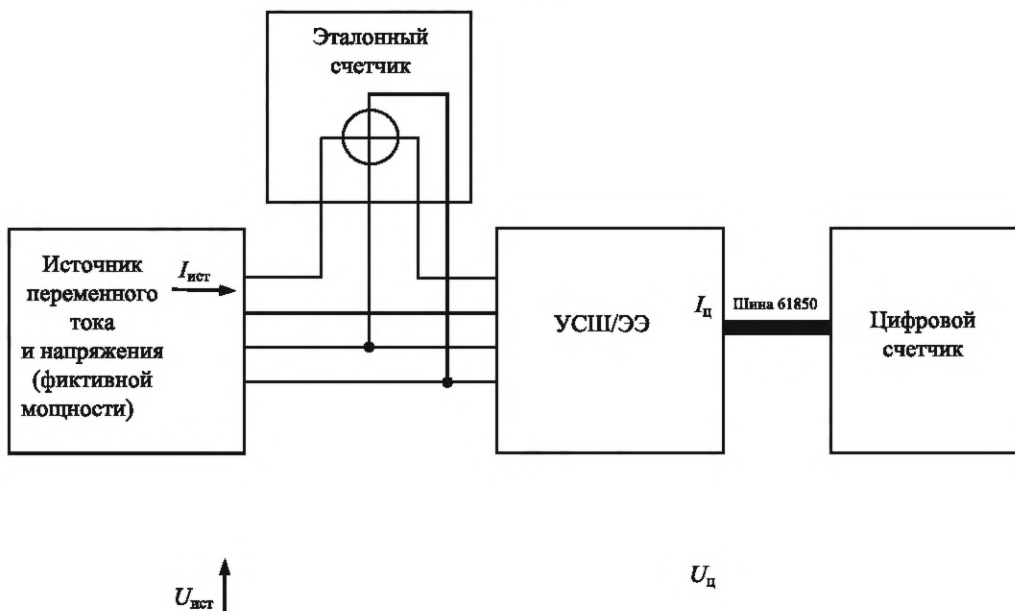 Эталонный
счетчик
Источник
переменного
тока
и напряжения
(фиктивной
мощности)
Iист
УСШ/ЭЭ
Iц
Шина 61850
Цифровой
счетчик
Uист
Uц